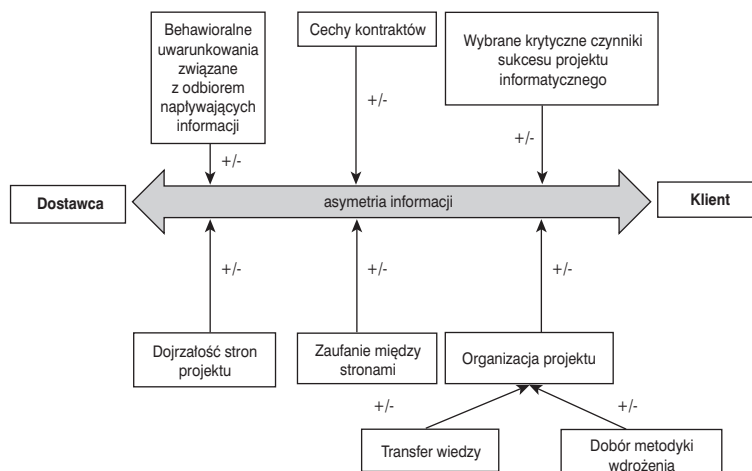 Behawioralne
uwarunkowania
związane
z odbiorem
napływających
informacji
Cechy kontraktów
Wybrane krytyczne czynniki
sukcesu projektu
informatycznego
+/-
+/-
+/-
Dostawca
asymetria informacji
Klient
+/-
+/-
+/-
Dojrzałość stron
projektu
Zaufanie między
stronami
Organizacja projektu
+/-
+/-
Transfer wiedzy
Dobór metodyki
wdrożenia